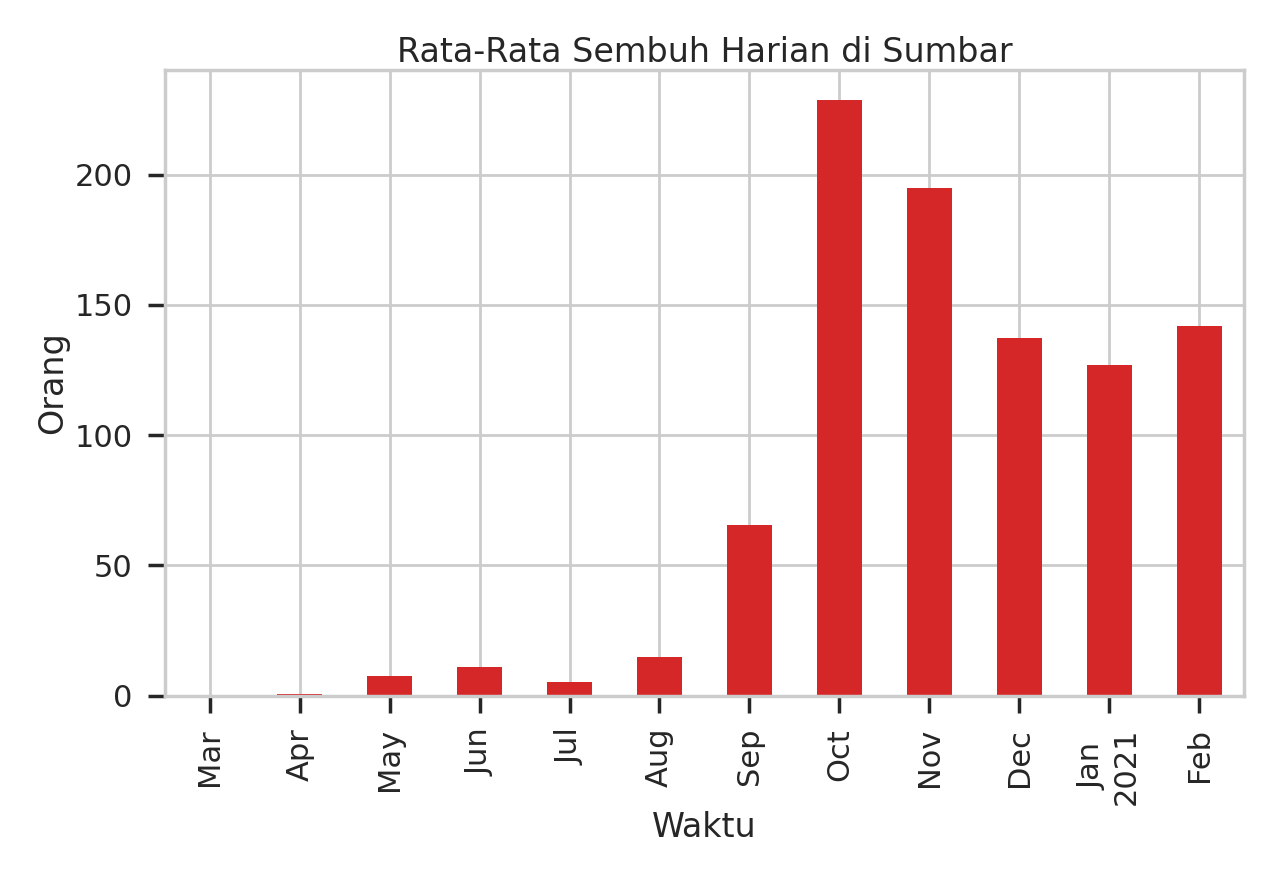 Rata-Rata Sembuh Harian di Sumbar
Orang
200
150
100
50
0
Mar
Apr
May
Jun
Jul
Aug
Sep
Oct
Nov
Dec
Jan
2021
Feb
Waktu